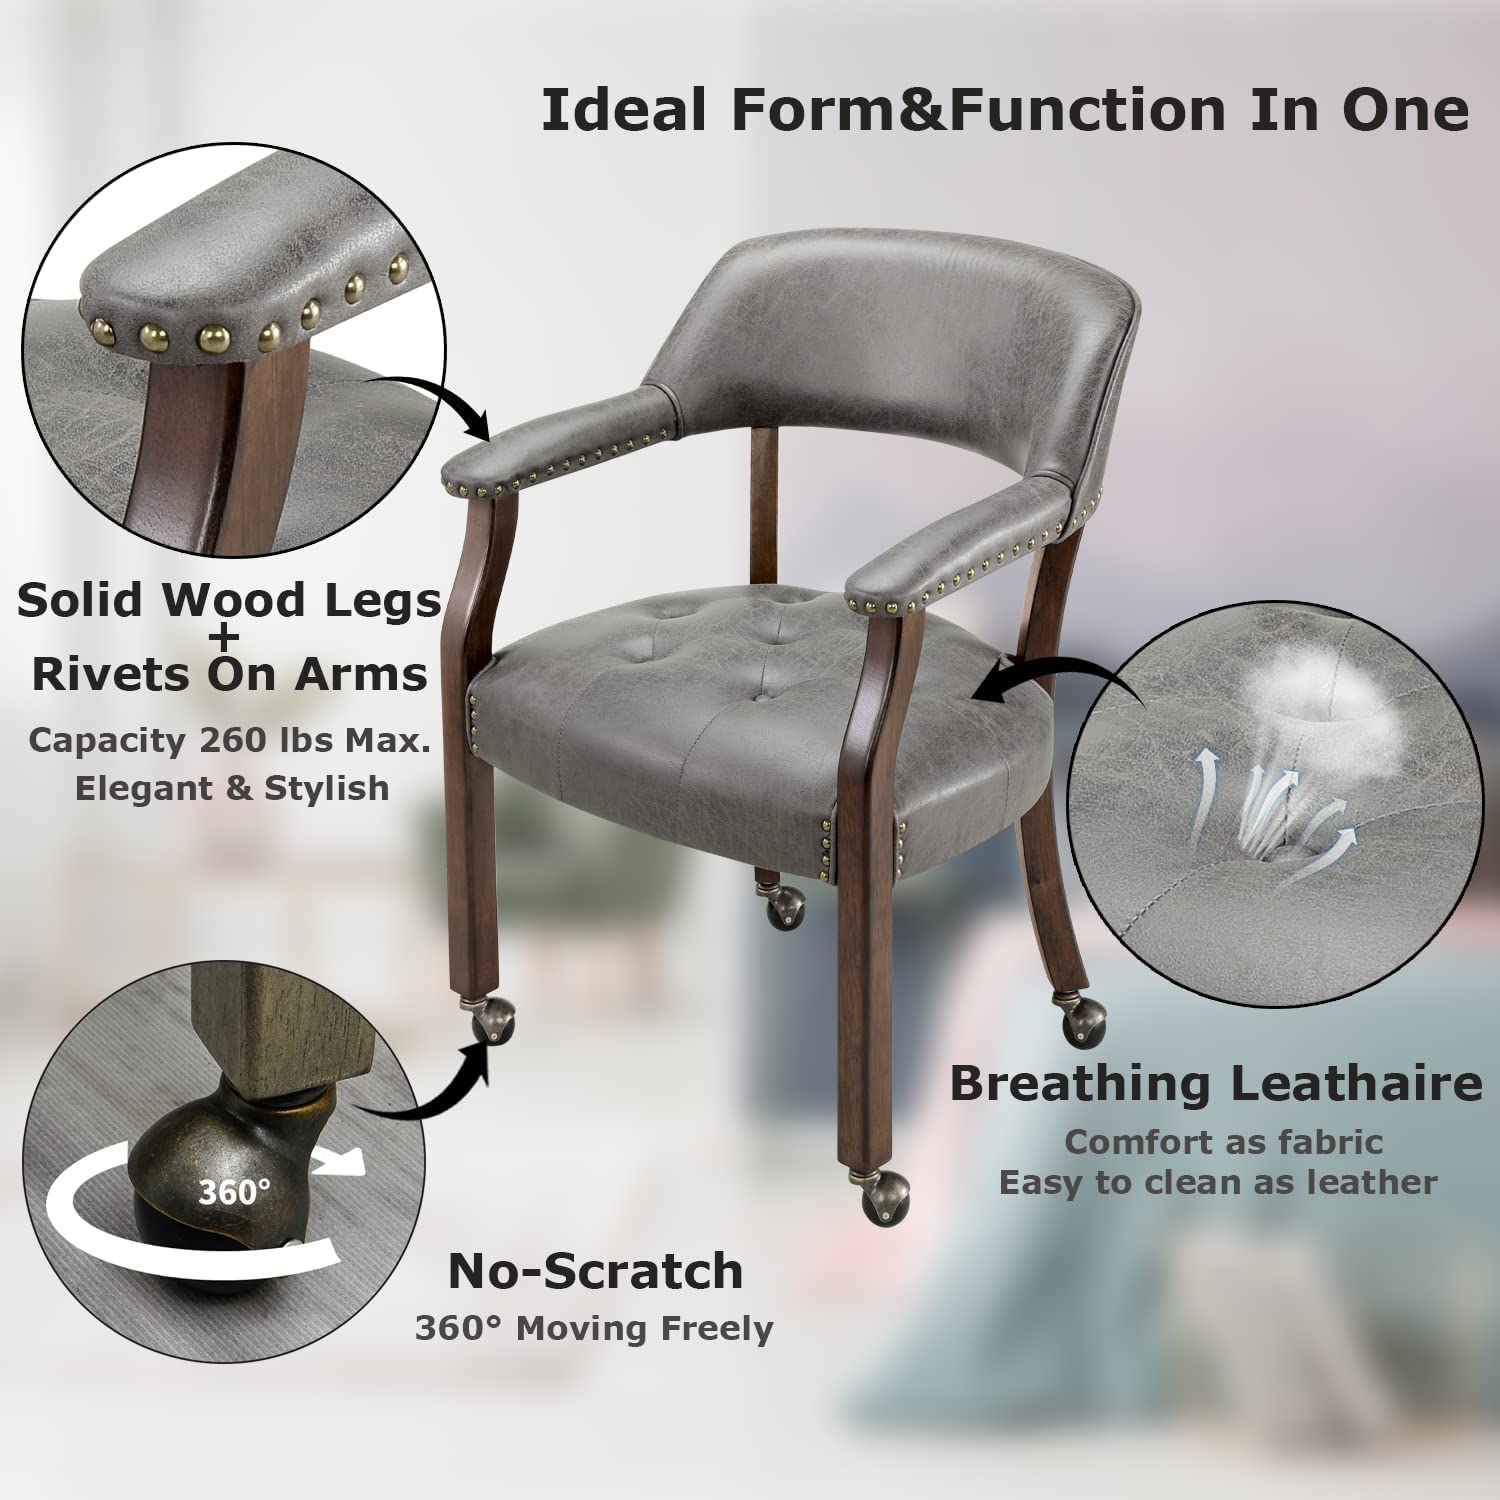 Ideal Form&Function In One
Solid Wood Legs
+
Rivets On Arms
Capacity 260 lbs Max.
Elegant & Stylish
Breathing Leathaire
Comfort as fabric
Easy to clean as leather
360°
No-Scratch
360° Moving Freely